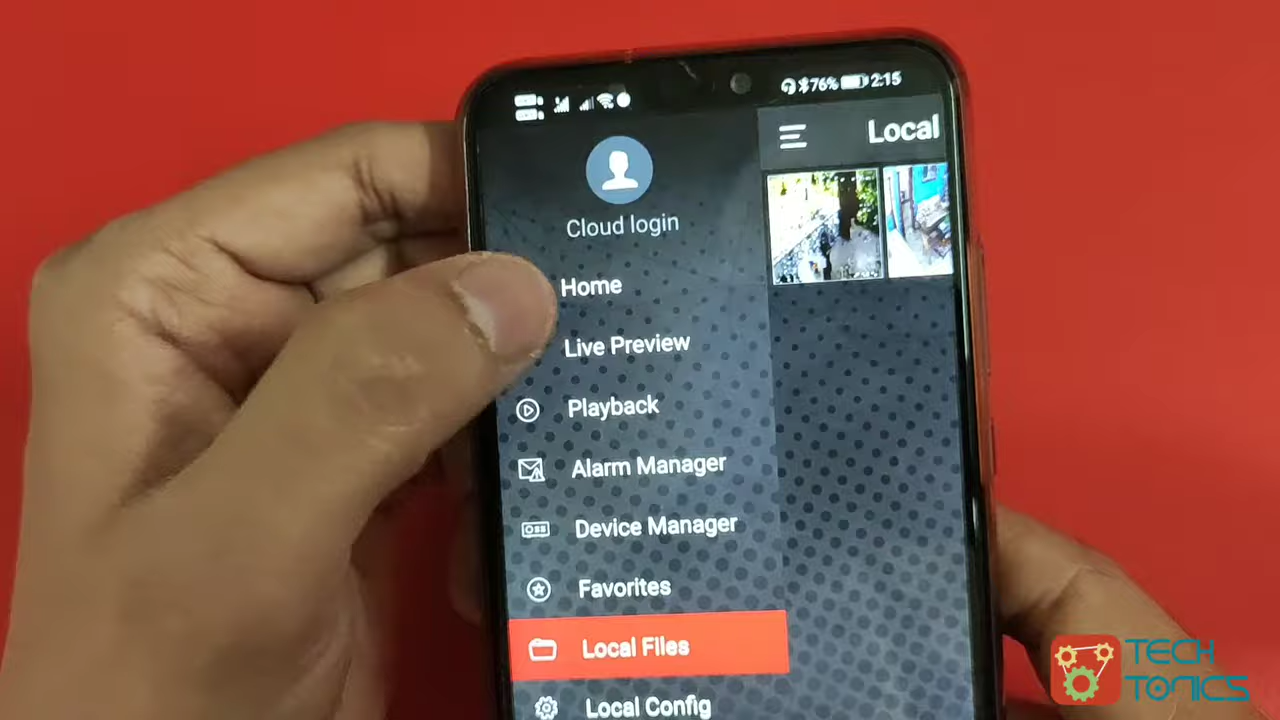 76% 2:15
Local
Cloud login
Home
Live Preview
Playback
Alarm Manager
Device Manager
Favorites
Local Files
Local Config
TECH
TONICS